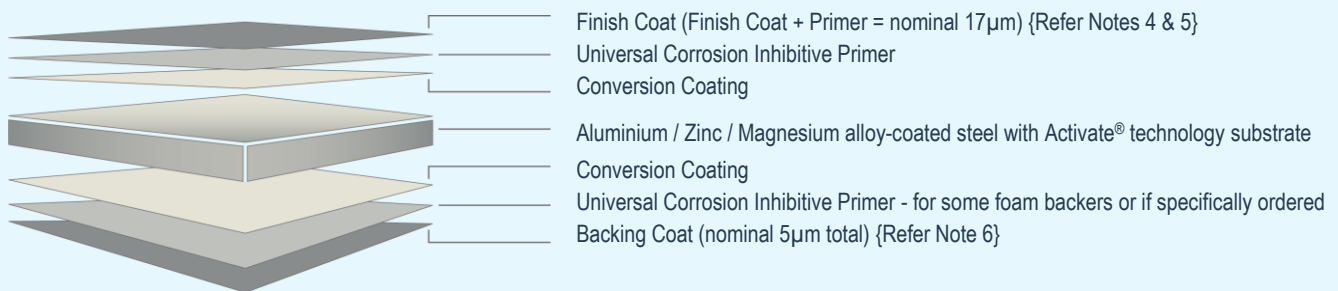 Finish Coat (Finish Coat + Primer = nominal 17µm) {Refer Notes 4 & 5}
Universal Corrosion Inhibitive Primer
Conversion Coating
Aluminium / Zinc / Magnesium alloy-coated steel with Activate® technology substrate
Conversion Coating
Universal Corrosion Inhibitive Primer - for some foam backers or if specifically ordered
Backing Coat (nominal 5µm total) {Refer Note 6}